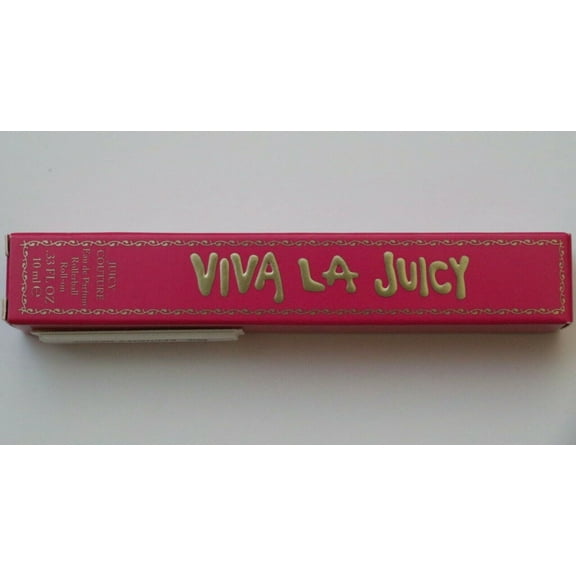 VIVA LA JUICY
JUICY
COUTURE
Eau de Parfum
Rollerball
Roll-on
.33 FL OZ
10 ml e